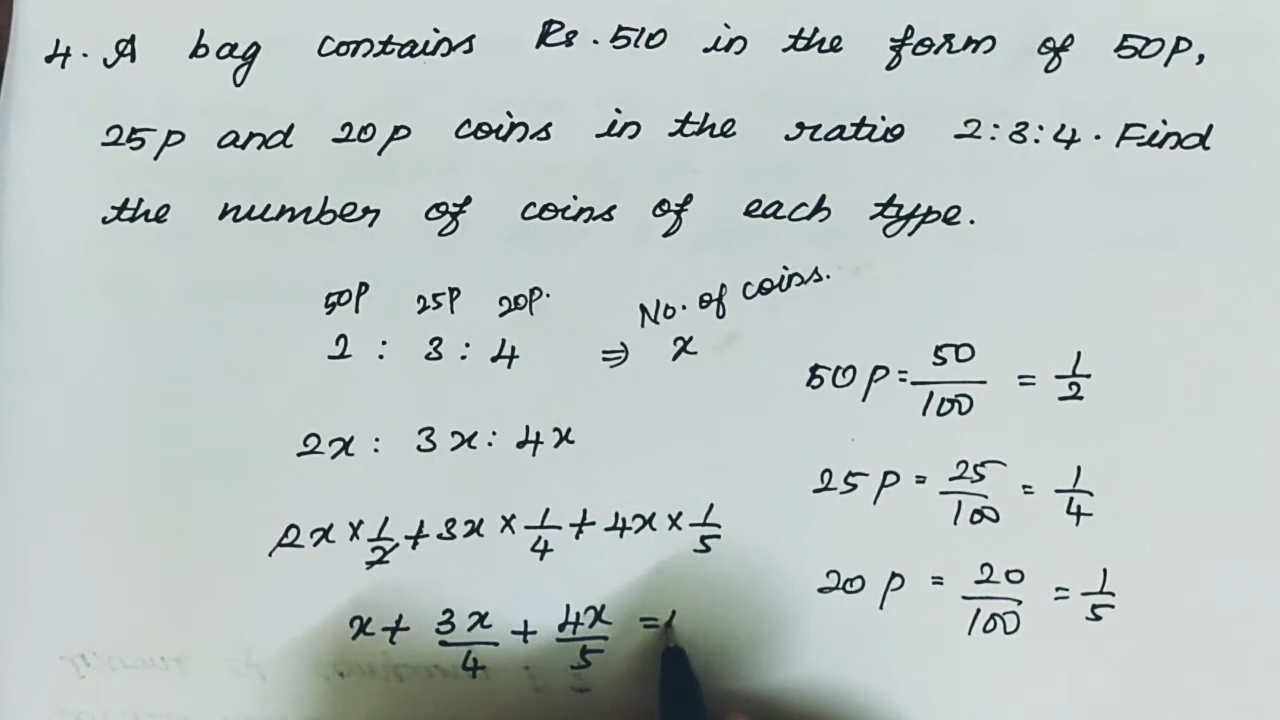 4. A bag contains Rs. 510 in the form of 50p,
25p and 20p coins in the ratio 2:3:4. Find
the number of coins of each type.
50P 25P 20P.
No. of coins.
2 : 3 : 4 ⇒ x
50 P = 50/100 = 1/2
2x : 3x : 4x
25 P = 25/100 = 1/4
2x × 1/2 + 3x × 1/4 + 4x × 1/5
20 P = 20/100 = 1/5
x + 3x/4 + 4x/5 =